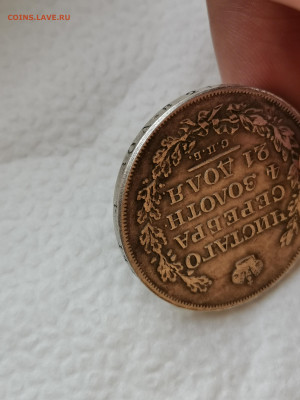 COINS.LAVE.RU
ЧИСТАГО
СЕРЕБРА
4 ЗОЛОТН
21 ДОЛЯ
С.П.Б.